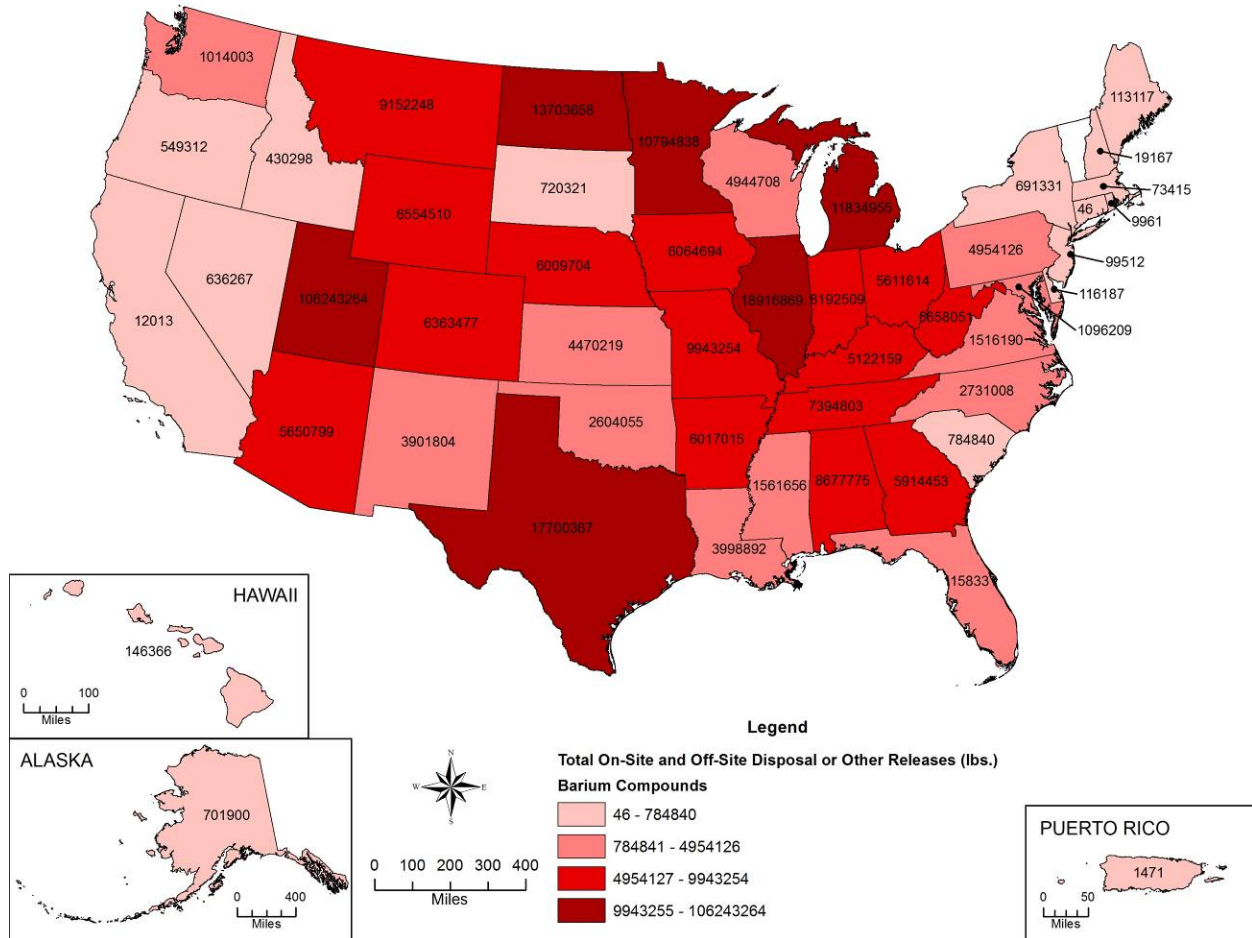 1014003
9152248
13703658
10794838
113117
549312
430298
720321
4944708
19167
691331
73415
6554510
11834955
46
9961
636267
6064694
4954126
99512
106243264
6009704
5611614
116187
12013
6363477
18916869
8192509
1096209
4470219
9943254
5122159
1516190
2731008
7394803
5650799
3901804
2604055
6017015
784840
1561656
8677775
5914453
17700367
3998892
HAWAII
146366
0 100
Miles
ALASKA
701900
0 400
Miles
N
W E
S
0 100 200 300 400
Miles
Legend
Total On-Site and Off-Site Disposal or Other Releases (lbs.)
Barium Compounds
46 - 784840
784841 - 4954126
4954127 - 9943254
9943255 - 106243264
PUERTO RICO
1471
0 50
Miles